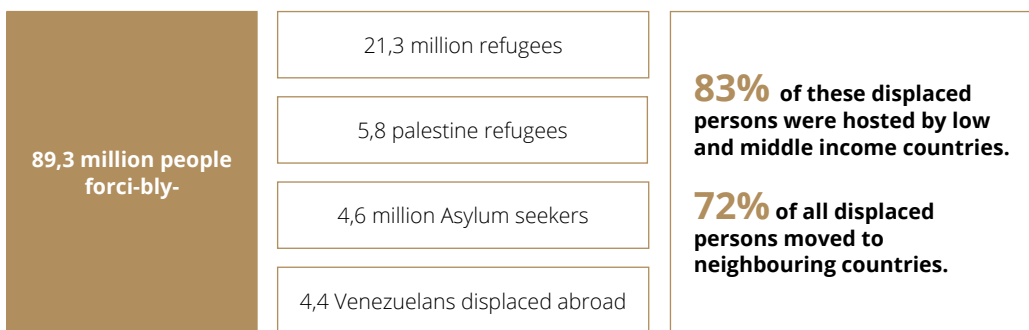 89,3 million people
forci-bly-
21,3 million refugees
5,8 palestine refugees
4,6 million Asylum seekers
4,4 Venezuelans displaced abroad
83% of these displaced
persons were hosted by low
and middle income countries.
72% of all displaced
persons moved to
neighbouring countries.